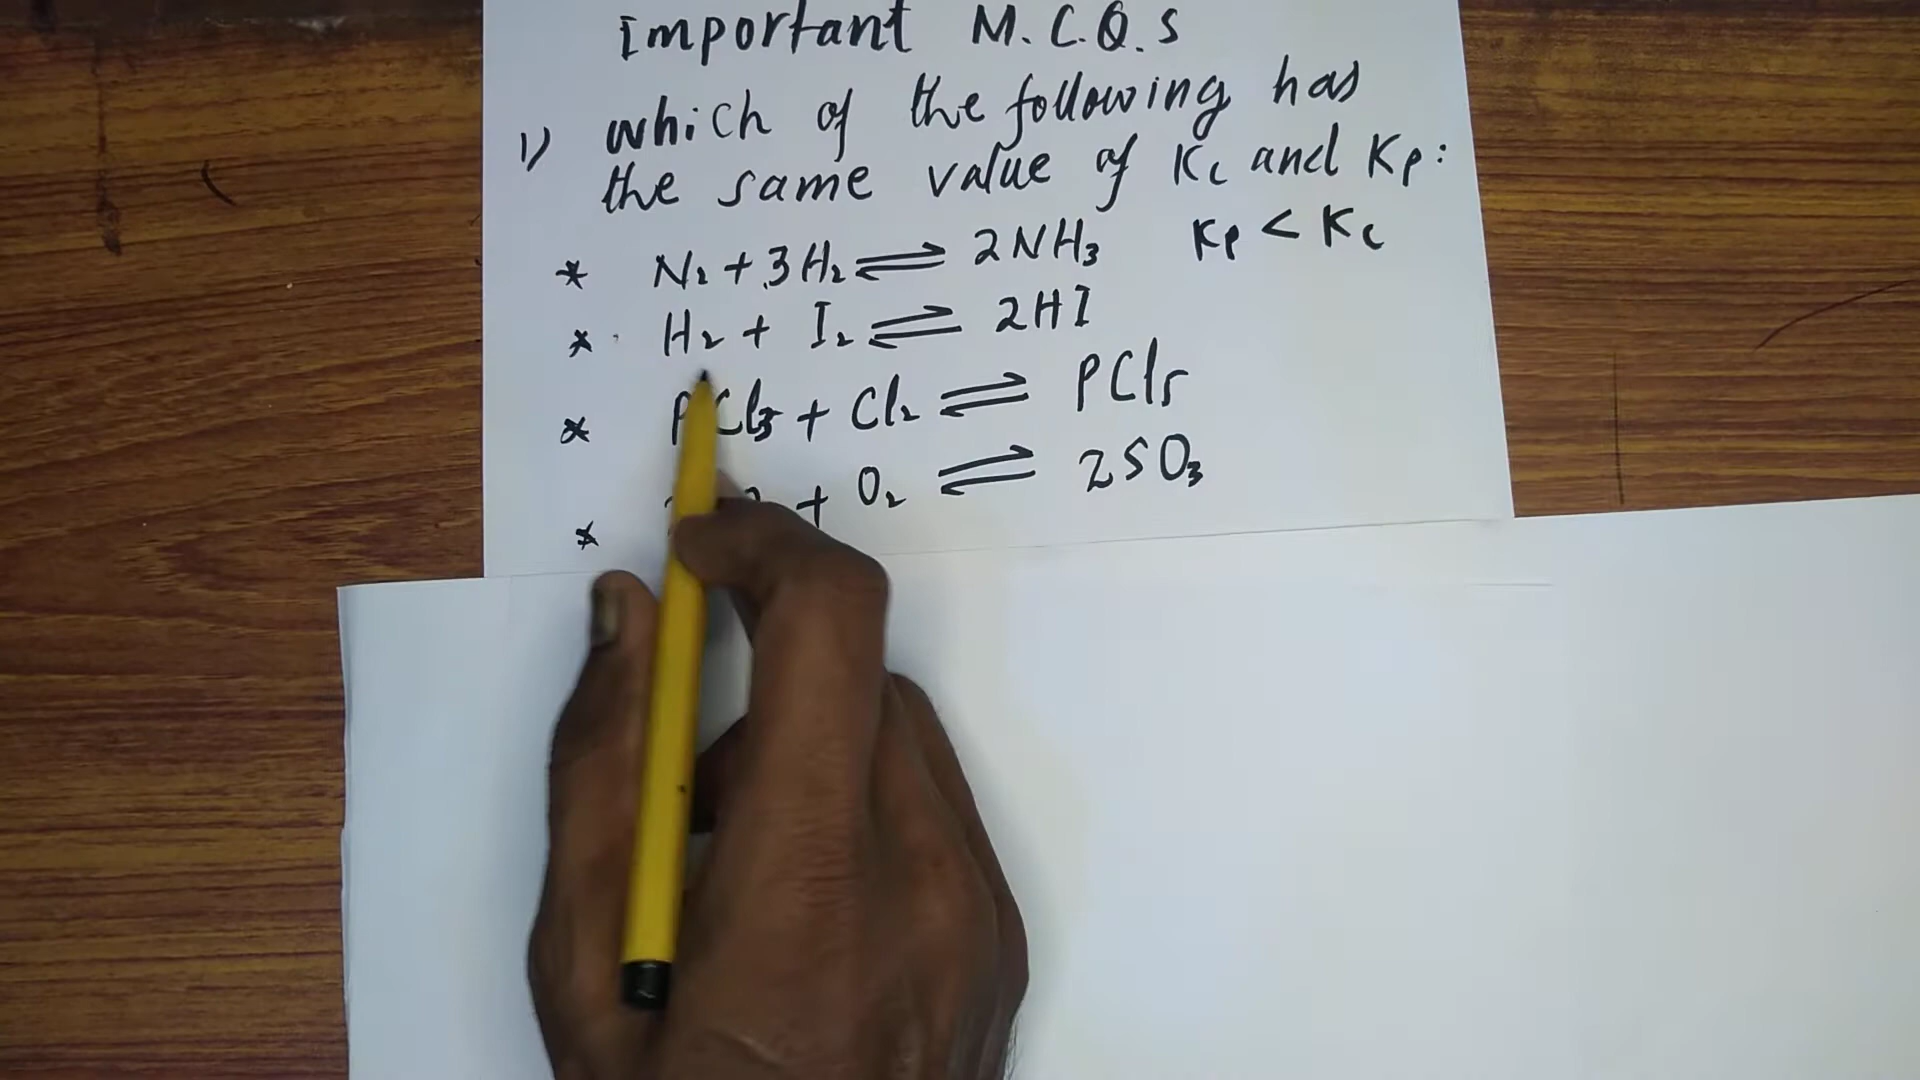 Important M.C.Q.s
1) which of the following has
the same value of Kc and Kp:
* N2 + 3H2 ⇌ 2NH3 Kp < Kc
* H2 + I2 ⇌ 2HI
* PCl3 + Cl2 ⇌ PCl5
* + O2 ⇌ 2SO3